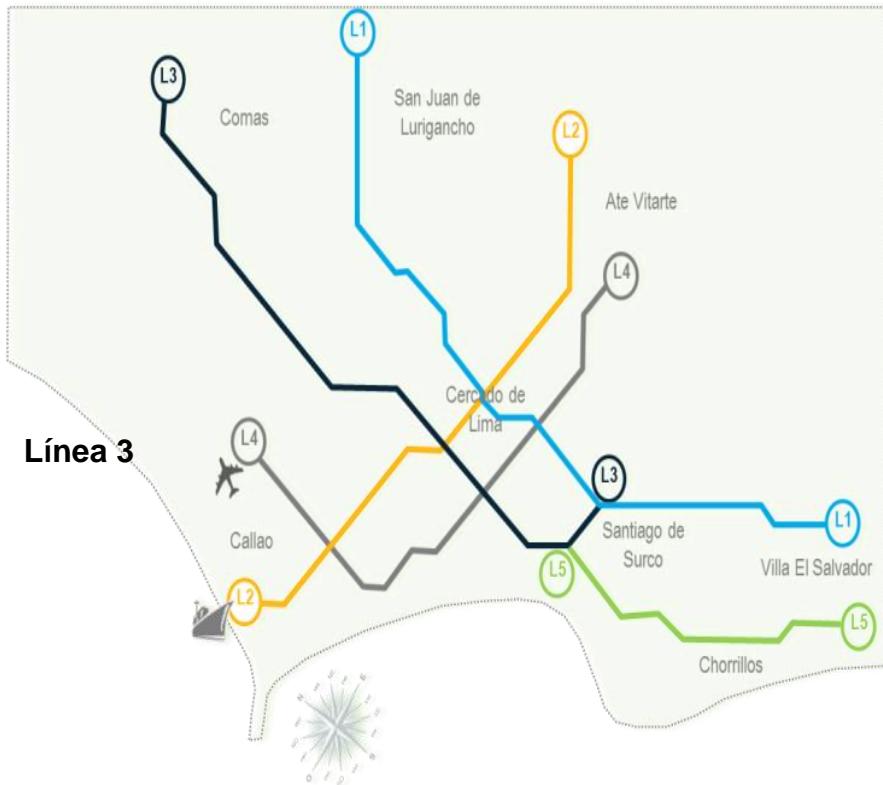 L1
L3
San Juan de
Lurigancho
Comas
L2
Ate Vitarte
L4
Cercado de
Lima
L4
Línea 3
L3
Callao
Santiago de
Surco
L1
Villa El Salvador
L5
L2
L5
Chorrillos
N
E
S
O